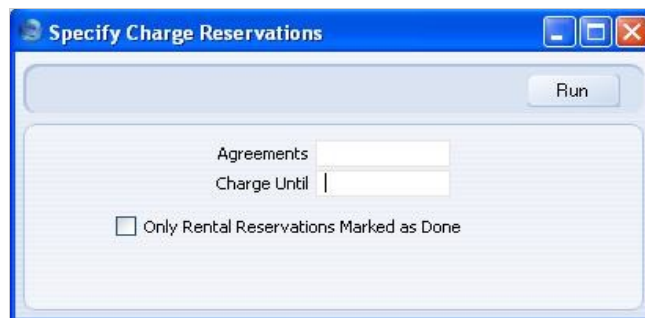 Specify Charge Reservations
Run
Agreements
Charge Until
Only Rental Reservations Marked as Done